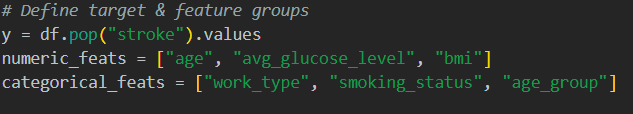 # Define target & feature groups
y = df.pop("stroke").values
numeric_feats = ["age", "avg_glucose_level", "bmi"]
categorical_feats = ["work_type", "smoking_status", "age_group"]